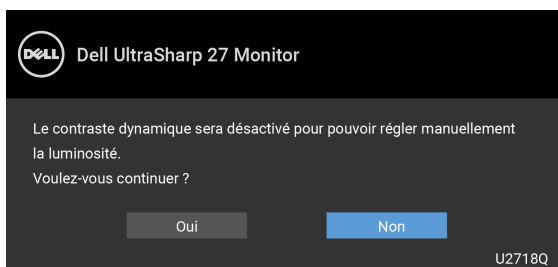 DELL
Dell UltraSharp 27 Monitor
Le contraste dynamique sera désactivé pour pouvoir régler manuellement
la luminosité.
Voulez-vous continuer ?
Oui
Non
U2718Q